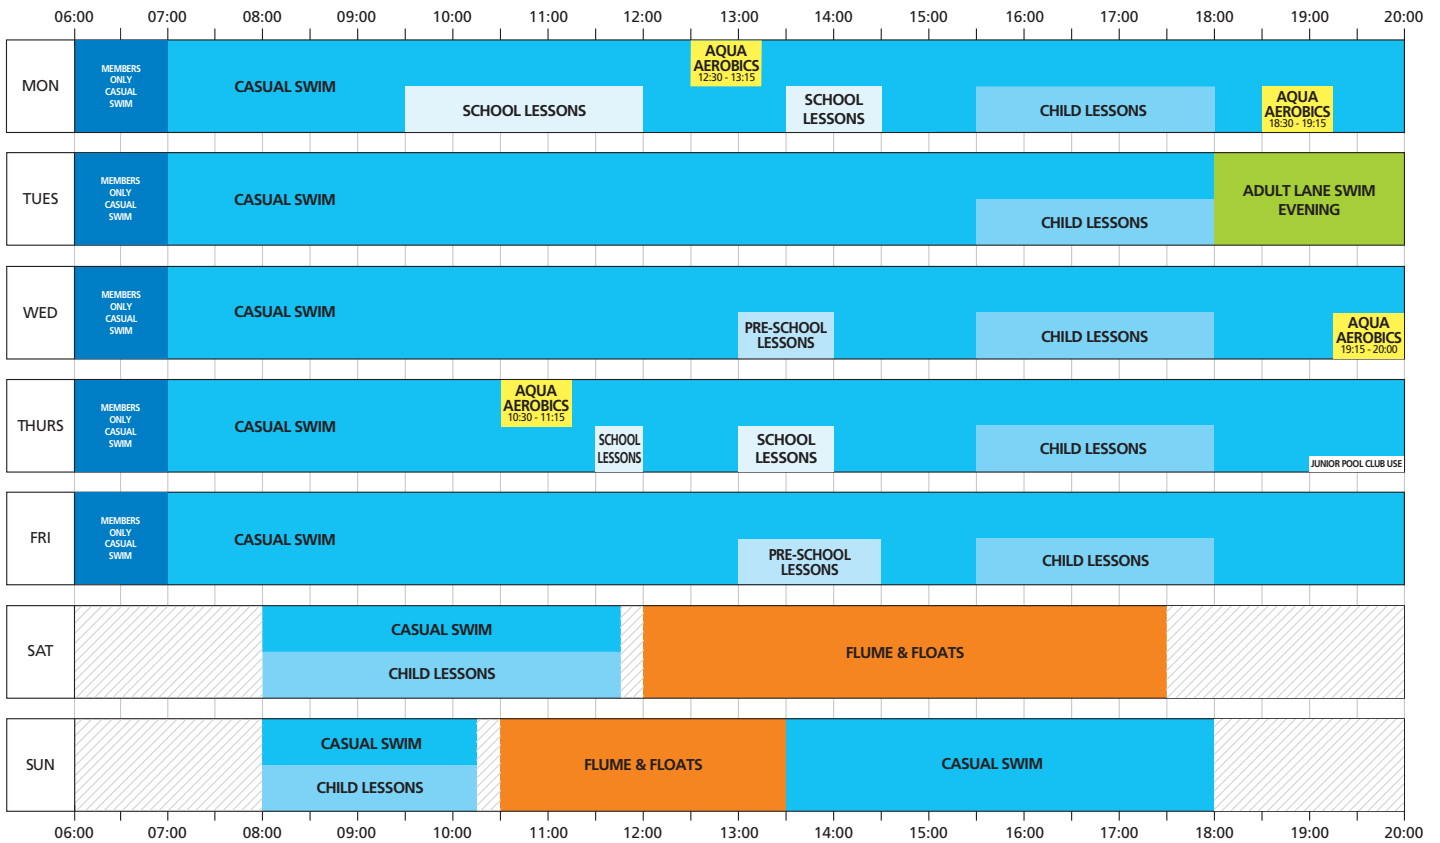 06:00 07:00 08:00 09:00 10:00 11:00 12:00 13:00 14:00 15:00 16:00 17:00 18:00 19:00 20:00
MON
MEMBERS
ONLY
CASUAL
SWIM
CASUAL SWIM
SCHOOL LESSONS
AQUA
AEROBICS
12:30 - 13:15
SCHOOL
LESSONS
CHILD LESSONS
AQUA
AEROBICS
18:30 - 19:15
TUES
MEMBERS
ONLY
CASUAL
SWIM
CASUAL SWIM
CHILD LESSONS
ADULT LANE SWIM
EVENING
WED
MEMBERS
ONLY
CASUAL
SWIM
CASUAL SWIM
PRE-SCHOOL
LESSONS
CHILD LESSONS
AQUA
AEROBICS
19:15 - 20:00
THURS
MEMBERS
ONLY
CASUAL
SWIM
CASUAL SWIM
AQUA
AEROBICS
10:30 - 11:15
SCHOOL
LESSONS
SCHOOL
LESSONS
CHILD LESSONS
JUNIOR POOL CLUB USE
FRI
MEMBERS
ONLY
CASUAL
SWIM
CASUAL SWIM
PRE-SCHOOL
LESSONS
CHILD LESSONS
SAT
CASUAL SWIM
CHILD LESSONS
FLUME & FLOATS
SUN
CASUAL SWIM
CHILD LESSONS
FLUME & FLOATS
CASUAL SWIM
06:00 07:00 08:00 09:00 10:00 11:00 12:00 13:00 14:00 15:00 16:00 17:00 18:00 19:00 20:00